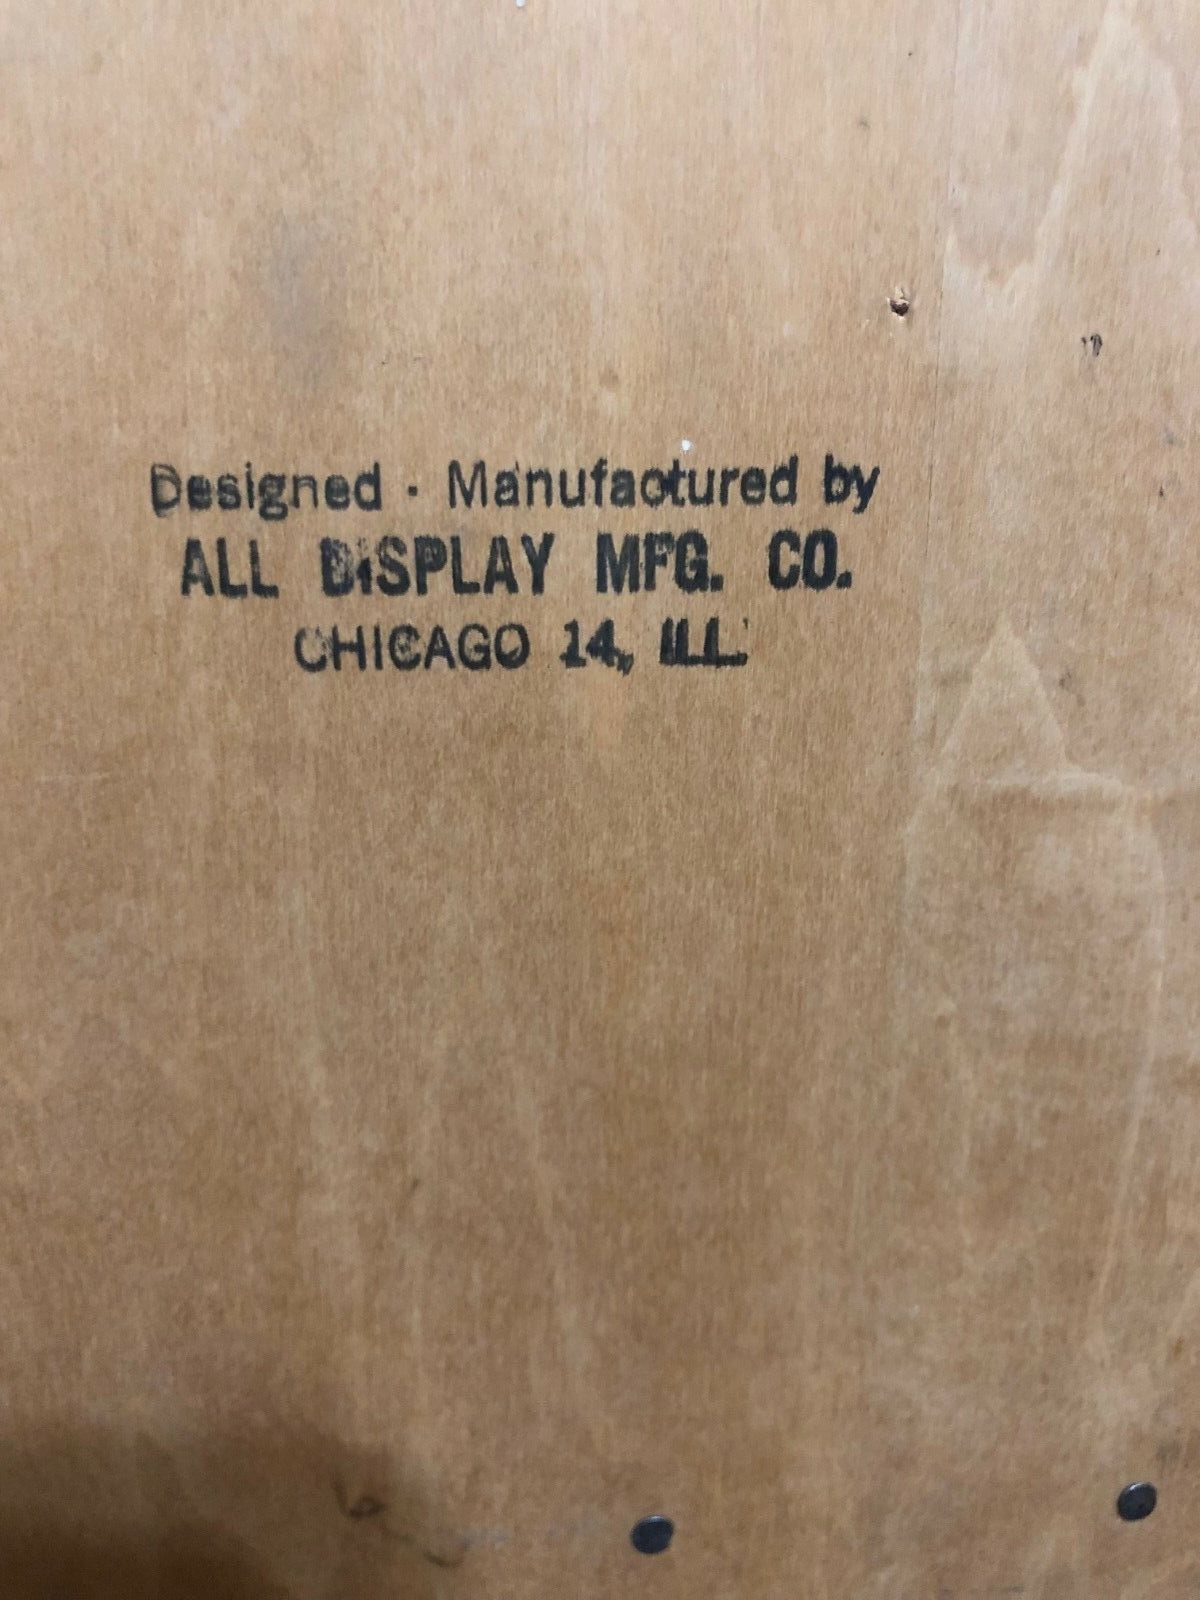 Designed · Manufactured by
ALL DISPLAY MFG. CO.
CHICAGO 14, ILL.